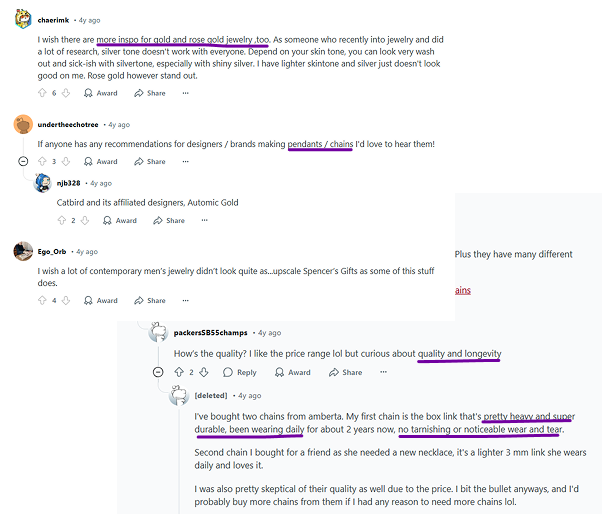 chaerimk • 4y ago
I wish there are more inspo for gold and rose gold jewelry ,too. As someone who recently into jewelry and did
a lot of research, silver tone doesn't work with everyone. Depend on your skin tone, you can look very wash
out and sick-ish with silvertone, especially with shiny silver. I have lighter skintone and silver just doesn't look
good on me. Rose gold however stand out.
6 Award Share ...
undertheechotree • 4y ago
If anyone has any recommendations for designers / brands making pendants / chains I'd love to hear them!
3 Award Share ...
njb328 • 4y ago
Catbird and its affiliated designers, Automic Gold
2 Award Share ...
Ego_Orb • 4y ago
I wish a lot of contemporary men's jewelry didn't look quite as...upscale Spencer's Gifts as some of this stuff
does.
4 Award Share ...
Plus they have many different
ains
packersSB55champs • 4y ago
How's the quality? I like the price range lol but curious about quality and longevity
2 Reply Award Share ...
[deleted] • 4y ago
I've bought two chains from amberta. My first chain is the box link that's pretty heavy and super
durable, been wearing daily for about 2 years now, no tarnishing or noticeable wear and tear.
Second chain I bought for a friend as she needed a new necklace, it's a lighter 3 mm link she wears
daily and loves it.
I was also pretty skeptical of their quality as well due to the price. I bit the bullet anyways, and I'd
probably buy more chains from them if I had any reason to need more chains lol.